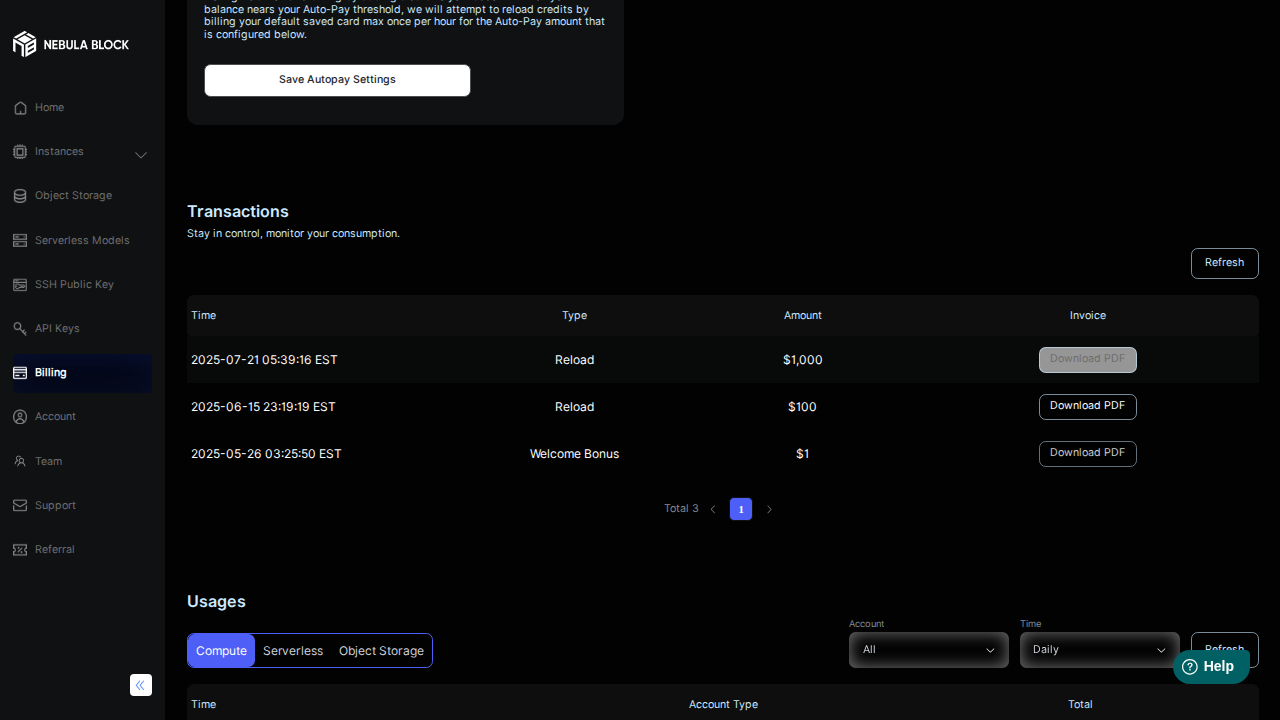 balance nears your Auto-Pay threshold, we will attempt to reload credits by
billing your default saved card max once per hour for the Auto-Pay amount that
is configured below.
Save Autopay Settings
NEBULA BLOCK
Home
Instances
Object Storage
Serverless Models
SSH Public Key
API Keys
Billing
Account
Team
Support
Referral
Transactions
Stay in control, monitor your consumption.
Refresh
Time Type Amount Invoice
2025-07-21 05:39:16 EST Reload $1,000 Download PDF
2025-06-15 23:19:19 EST Reload $100 Download PDF
2025-05-26 03:25:50 EST Welcome Bonus $1 Download PDF
Total 3 1
Usages
Account Time
Compute Serverless Object Storage All Daily Refresh
Help
Time Account Type Total